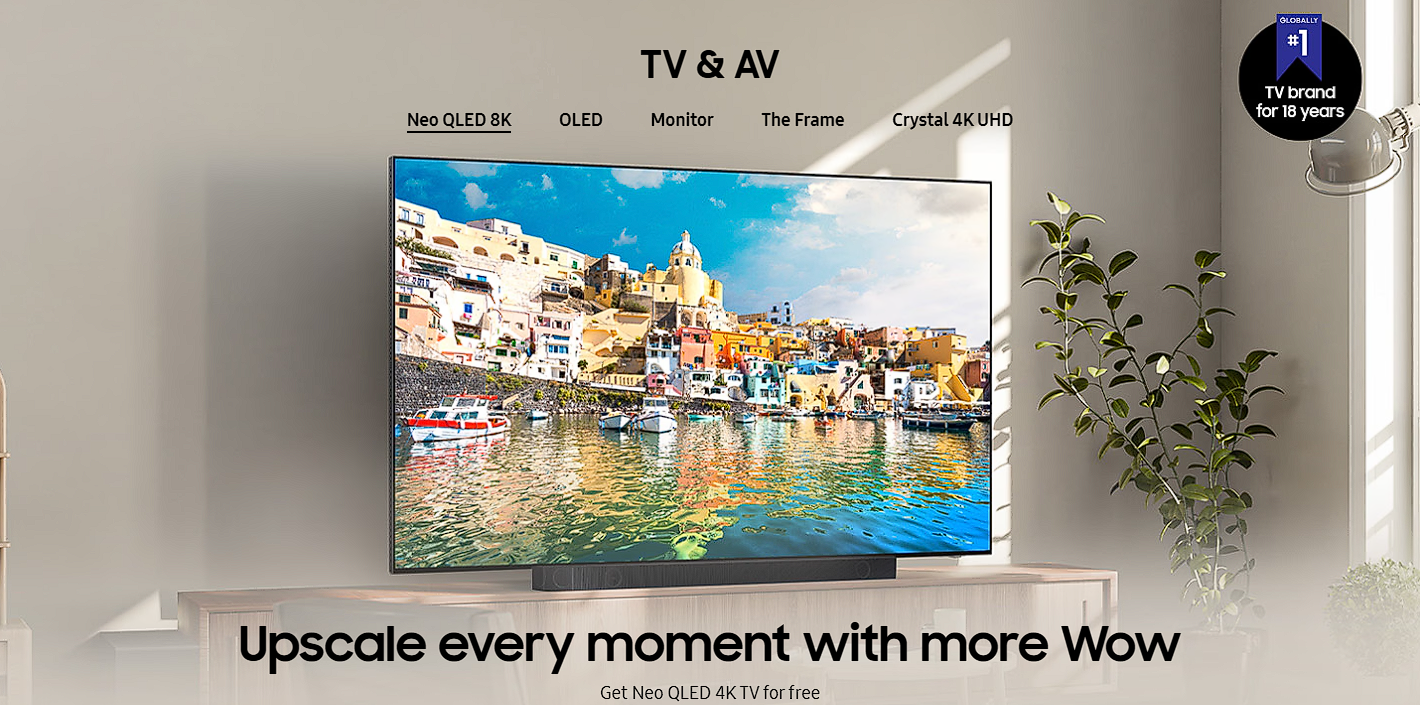 GLOBALLY
#1
TV brand
for 18 years
TV & AV
Neo QLED 8K OLED Monitor The Frame Crystal 4K UHD
Upscale every moment with more Wow
Get Neo QLED 4K TV for free